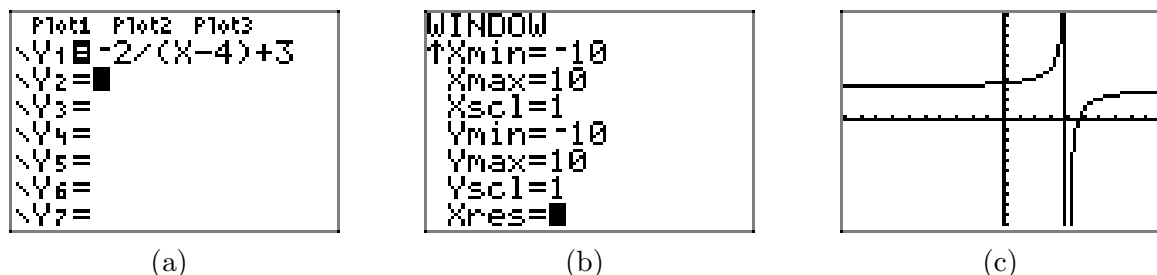 Plot1 Plot2 Plot3
\Y1=-2/(X-4)+3
\Y2=
\Y3=
\Y4=
\Y5=
\Y6=
\Y7=
WINDOW
↑Xmin=-10
Xmax=10
Xscl=1
Ymin=-10
Ymax=10
Yscl=1
Xres=
(a)
(b)
(c)